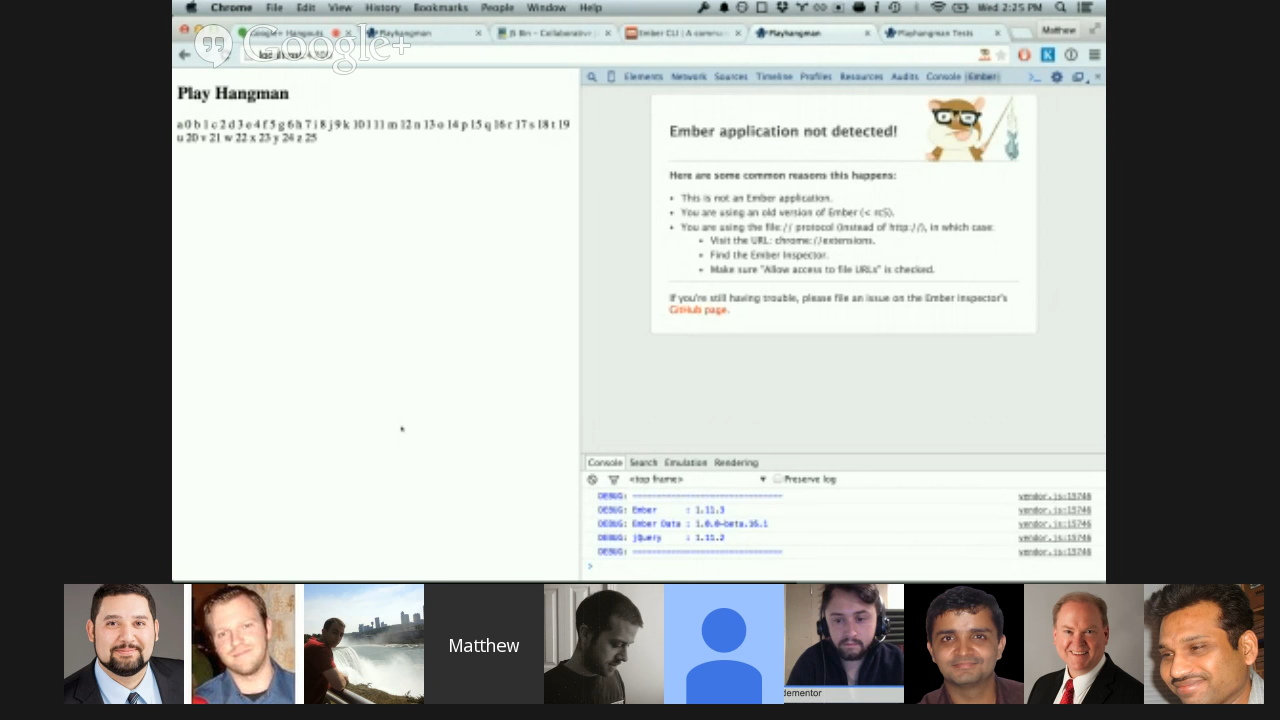 Chrome File Edit View History Bookmarks People Window Help Wed 2:25 PM
Google+ Hangouts Playhangman JS Bin - Collaborative Ember CLI | A commu Playhangman Playhangman Tests Matthew
Google+
Elements Network Sources Timeline Profiles Resources Audits Console Ember
Play Hangman
a 0 b 1 c 2 d 3 e 4 f 5 g 6 h 7 i 8 j 9 k 10 l 11 m 12 n 13 o 14 p 15 q 16 r 17 s 18 t 19
u 20 v 21 w 22 x 23 y 24 z 25
Ember application not detected!
Here are some common reasons this happens:
• This is not an Ember application.
• You are using an old version of Ember (< rc5).
• You are using the file:// protocol (instead of http://), in which case:
• Visit the URL: chrome://extensions.
• Find the Ember Inspector.
• Make sure "Allow access to file URLs" is checked.
If you're still having trouble, please file an issue on the Ember Inspector's
GitHub page.
Console Search Emulation Rendering
<top frame> ▼ Preserve log
DEBUG: ------------------------------- vendor.js:15746
DEBUG: Ember : 1.11.3 vendor.js:15746
DEBUG: Ember Data : 1.0.0-beta.16.1 vendor.js:15746
DEBUG: jQuery : 1.11.2 vendor.js:15746
DEBUG: ------------------------------- vendor.js:15746
>
Matthew
dementor